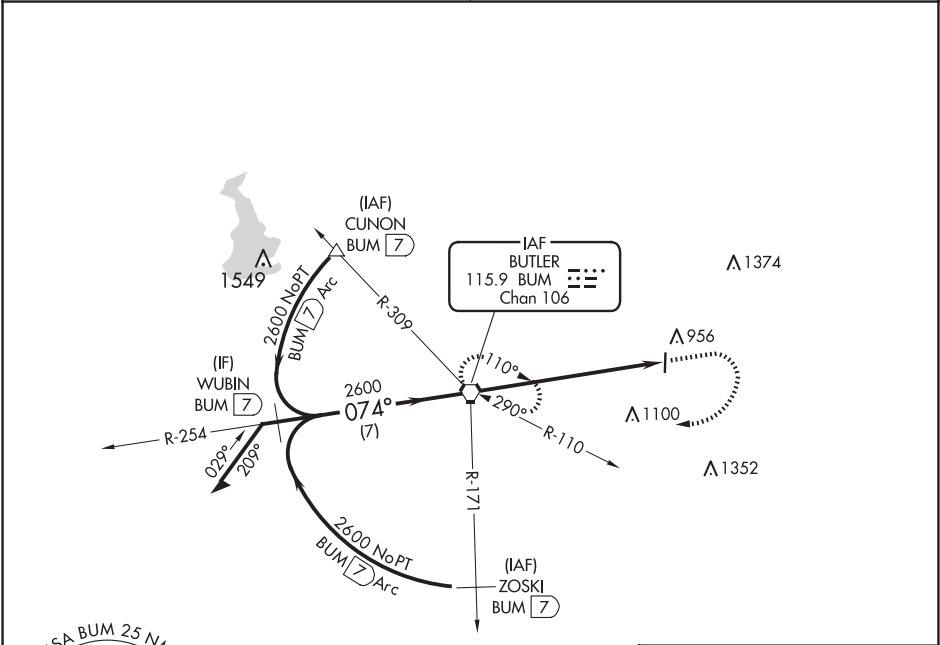 (IAF)
CUNON
BUM 7
1549
2600 NoPT
BUM 7 Arc
R-309
IAF
BUTLER
115.9 BUM
Chan 106
1374
956
110°
(IF)
WUBIN
BUM 7
2600
074°
(7)
290°
1100
R-254
R-110
029°
209°
1352
R-171
2600 NoPT
BUM 7 Arc
(IAF)
ZOSKI
BUM 7
BUM 25